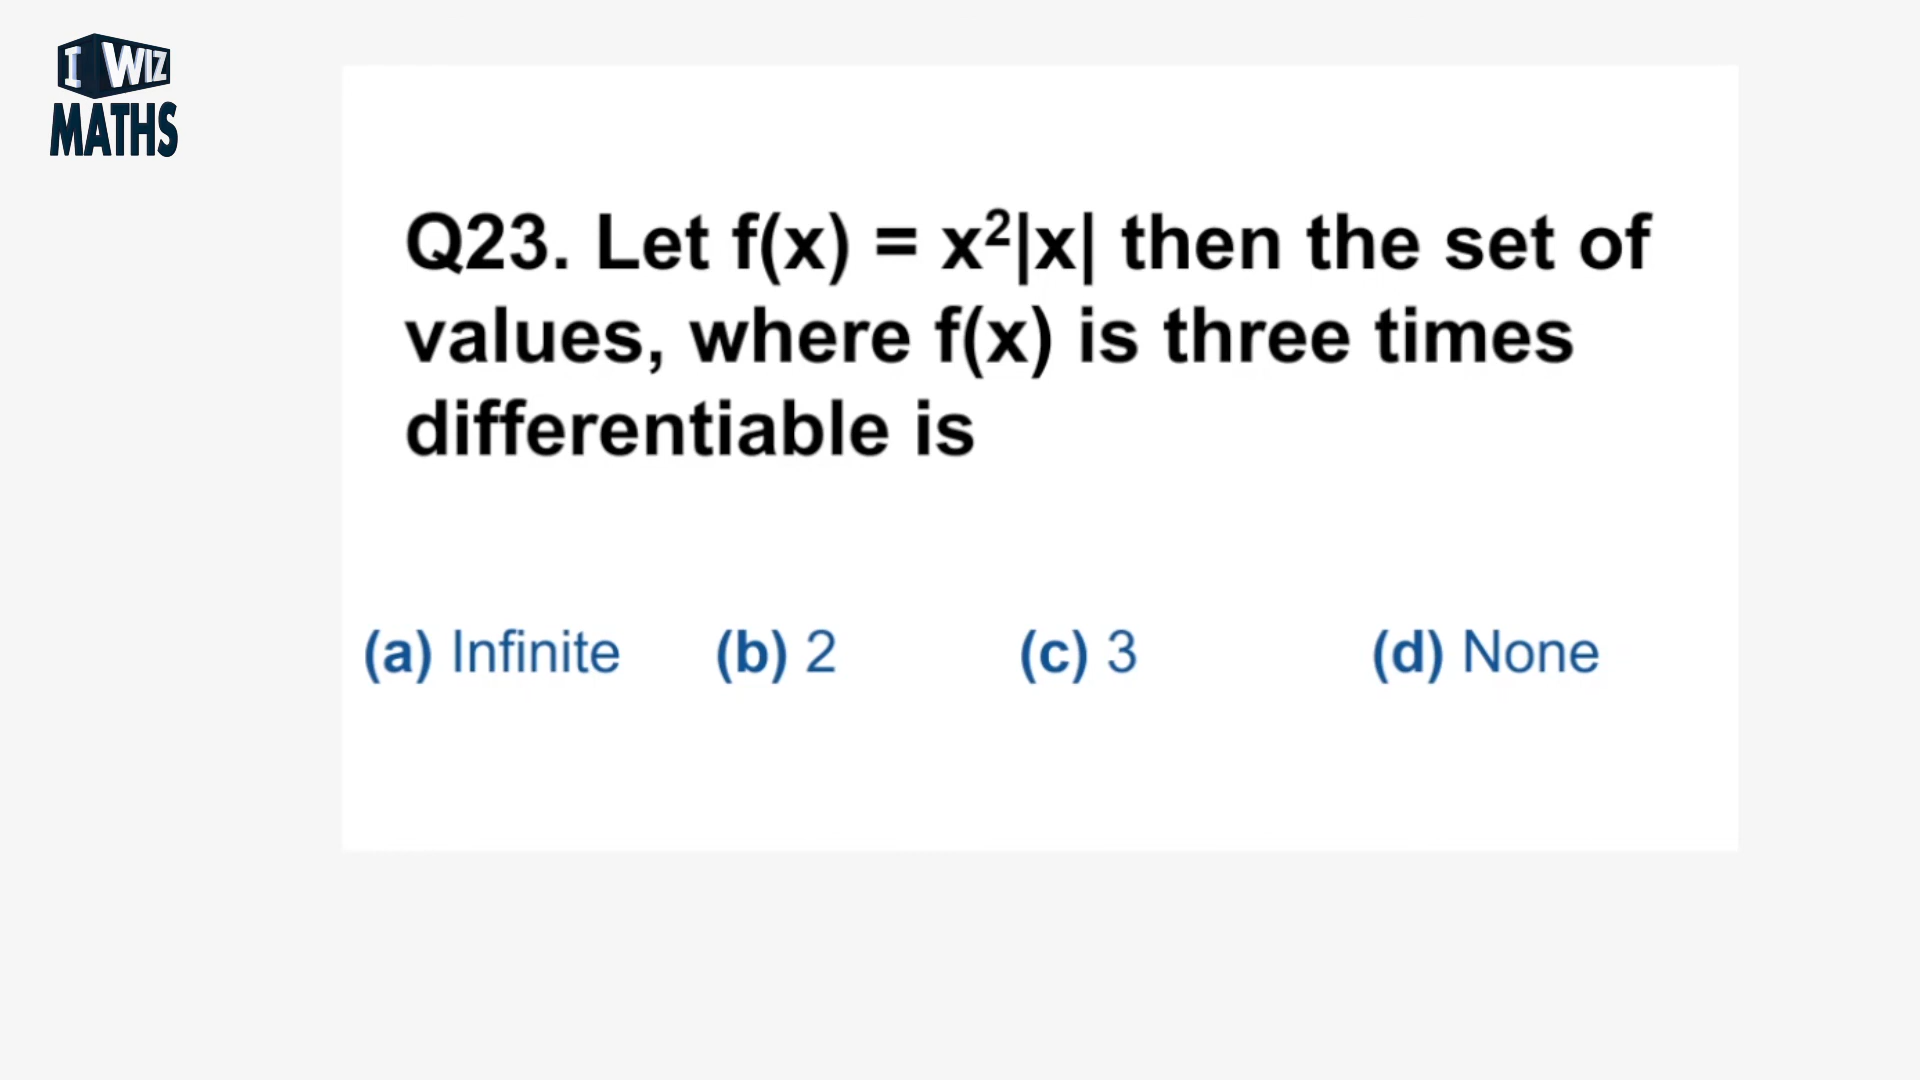 I WIZ
MATHS
Q23. Let f(x) = x²|x| then the set of
values, where f(x) is three times
differentiable is
(a) Infinite (b) 2 (c) 3 (d) None